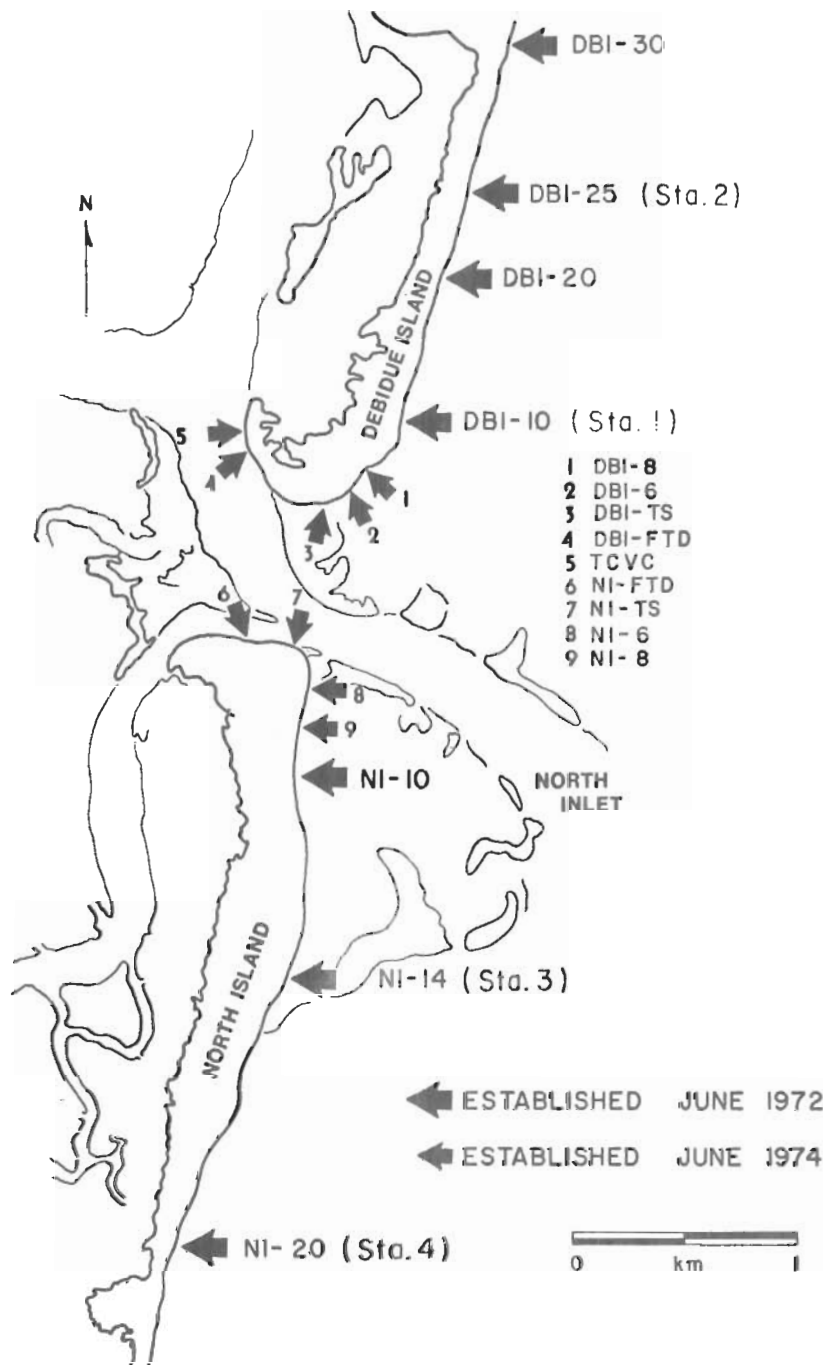 DBI-30
N
DBI-25 (Sta. 2)
DBI-20
DEBIDUE ISLAND
DBI-10 (Sta. 1)
5
4
1
2
3
1 DBI-8
2 DBI-6
3 DBI-TS
4 DBI-FTD
5 TCVC
6 NI-FTD
7 NI-TS
8 NI-6
9 NI-8
6
7
8
9
NI-10
NORTH
INLET
NORTH ISLAND
NI-14 (Sta. 3)
ESTABLISHED JUNE 1972
ESTABLISHED JUNE 1974
NI-20 (Sta. 4)
0 km 1